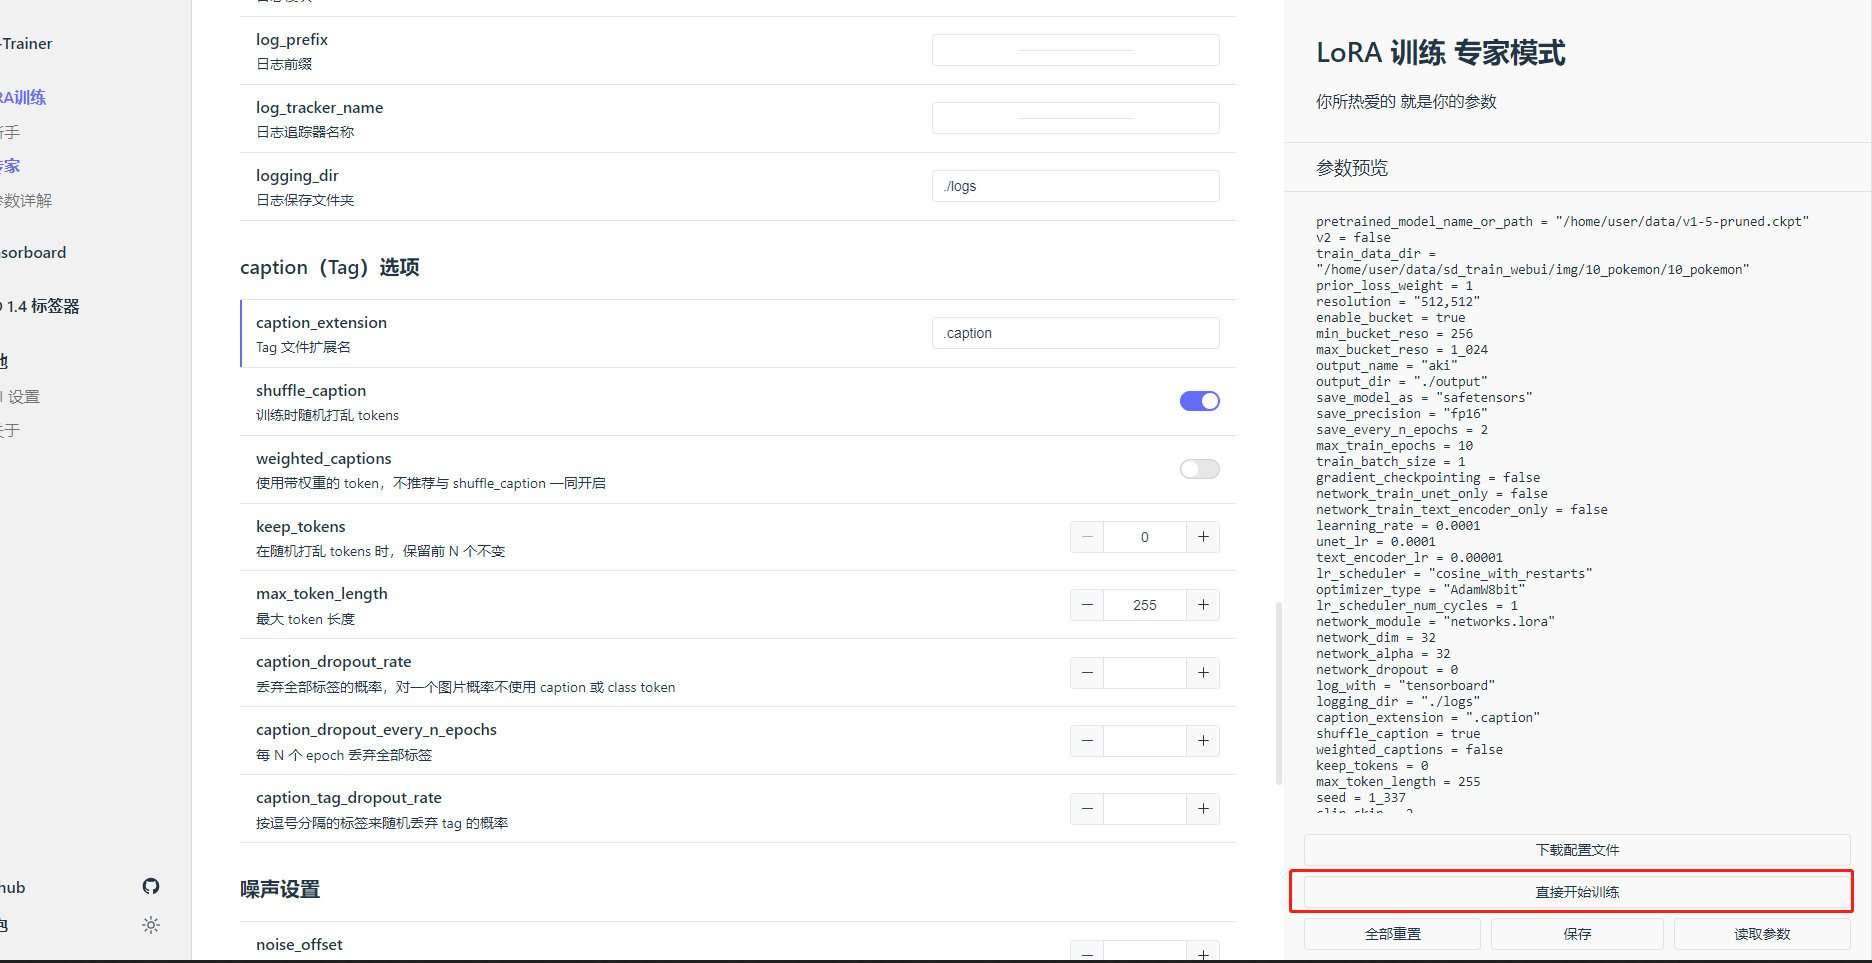 -Trainer
RA训练
新手
专家
参数详解
nsorboard
1.4 标签器
设置
关于
hub
log_prefix
日志前缀
log_tracker_name
日志追踪器名称
logging_dir
日志保存文件夹
./logs
caption（Tag）选项
caption_extension
Tag 文件扩展名
.caption
shuffle_caption
训练时随机打乱 tokens
weighted_captions
使用带权重的 token，不推荐与 shuffle_caption 一同开启
keep_tokens
在随机打乱 tokens 时，保留前 N 个不变
0
max_token_length
最大 token 长度
255
caption_dropout_rate
丢弃全部标签的概率，对一个图片概率不使用 caption 或 class token
caption_dropout_every_n_epochs
每 N 个 epoch 丢弃全部标签
caption_tag_dropout_rate
按逗号分隔的标签来随机丢弃 tag 的概率
噪声设置
noise_offset
LoRA 训练 专家模式
你所热爱的 就是你的参数
参数预览
pretrained_model_name_or_path = "/home/user/data/v1-5-pruned.ckpt"
v2 = false
train_data_dir =
"/home/user/data/sd_train_webui/img/10_pokemon/10_pokemon"
prior_loss_weight = 1
resolution = "512,512"
enable_bucket = true
min_bucket_reso = 256
max_bucket_reso = 1_024
output_name = "aki"
output_dir = "./output"
save_model_as = "safetensors"
save_precision = "fp16"
save_every_n_epochs = 2
max_train_epochs = 10
train_batch_size = 1
gradient_checkpointing = false
network_train_unet_only = false
network_train_text_encoder_only = false
learning_rate = 0.0001
unet_lr = 0.0001
text_encoder_lr = 0.00001
lr_scheduler = "cosine_with_restarts"
optimizer_type = "AdamW8bit"
lr_scheduler_num_cycles = 1
network_module = "networks.lora"
network_dim = 32
network_alpha = 32
network_dropout = 0
log_with = "tensorboard"
logging_dir = "./logs"
caption_extension = ".caption"
shuffle_caption = true
weighted_captions = false
keep_tokens = 0
max_token_length = 255
seed = 1_337
clip_skip = 2
下载配置文件
直接开始训练
全部重置
保存
读取参数